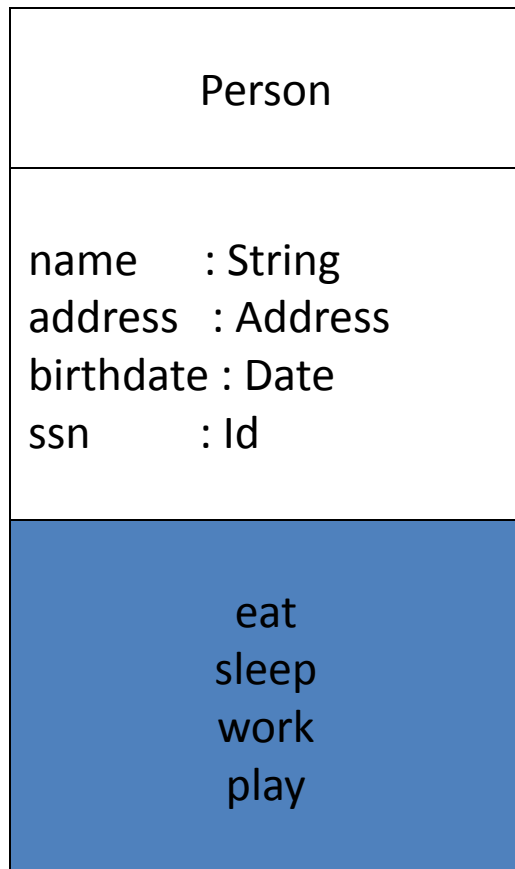 Person
name : String
address : Address
birthdate : Date
ssn : Id
eat
sleep
work
play